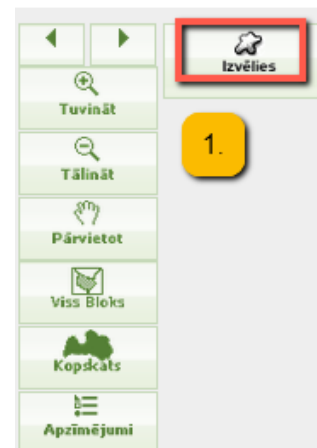 Izvēlies
1.
Tuvināt
Tālināt
Pārvietot
Viss Bloks
Kopskats
Apzīmējumi